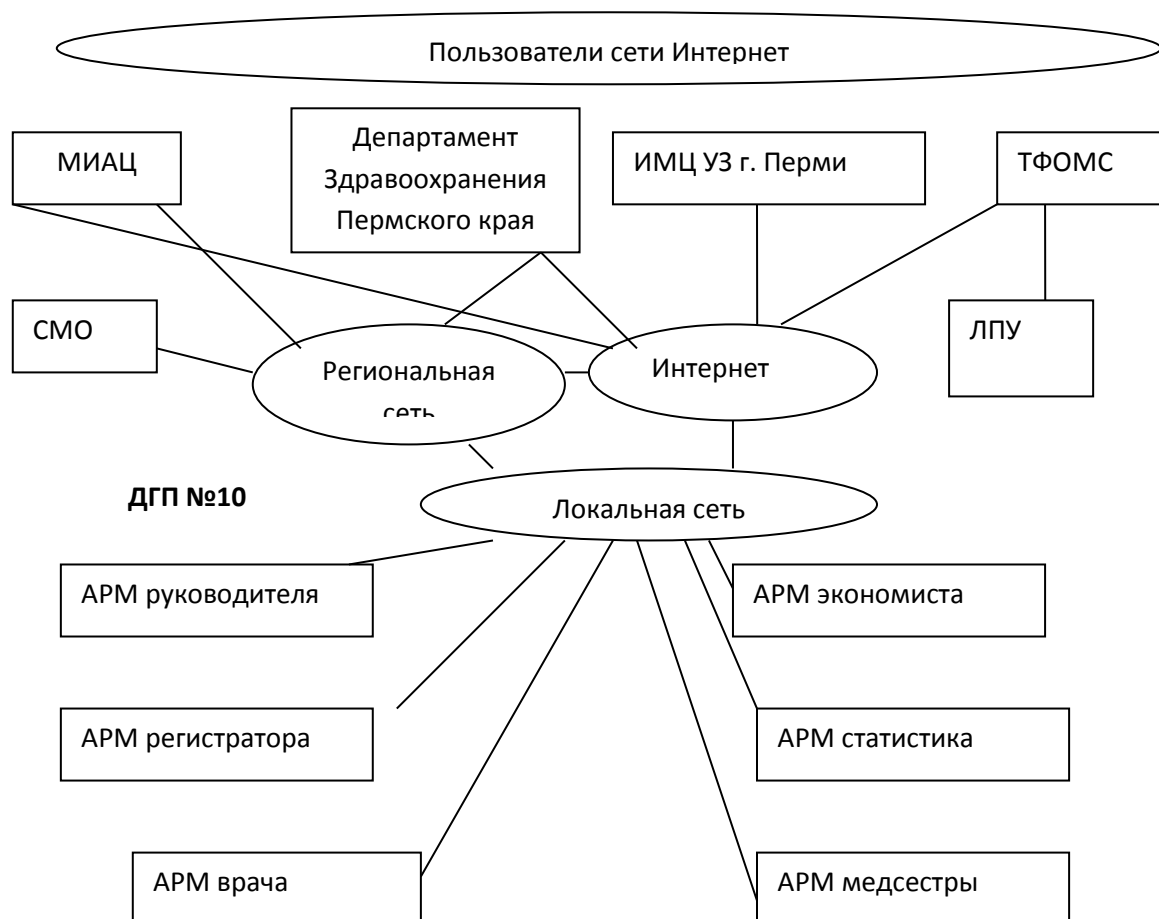 Пользователи сети Интернет
МИАЦ
Департамент
Здравоохранения
Пермского края
ИМЦ УЗ г. Перми
ТФОМС
СМО
Региональная
сеть
Интернет
ЛПУ
ДГП №10
Локальная сеть
АРМ руководителя
АРМ экономиста
АРМ регистратора
АРМ статистика
АРМ врача
АРМ медсестры